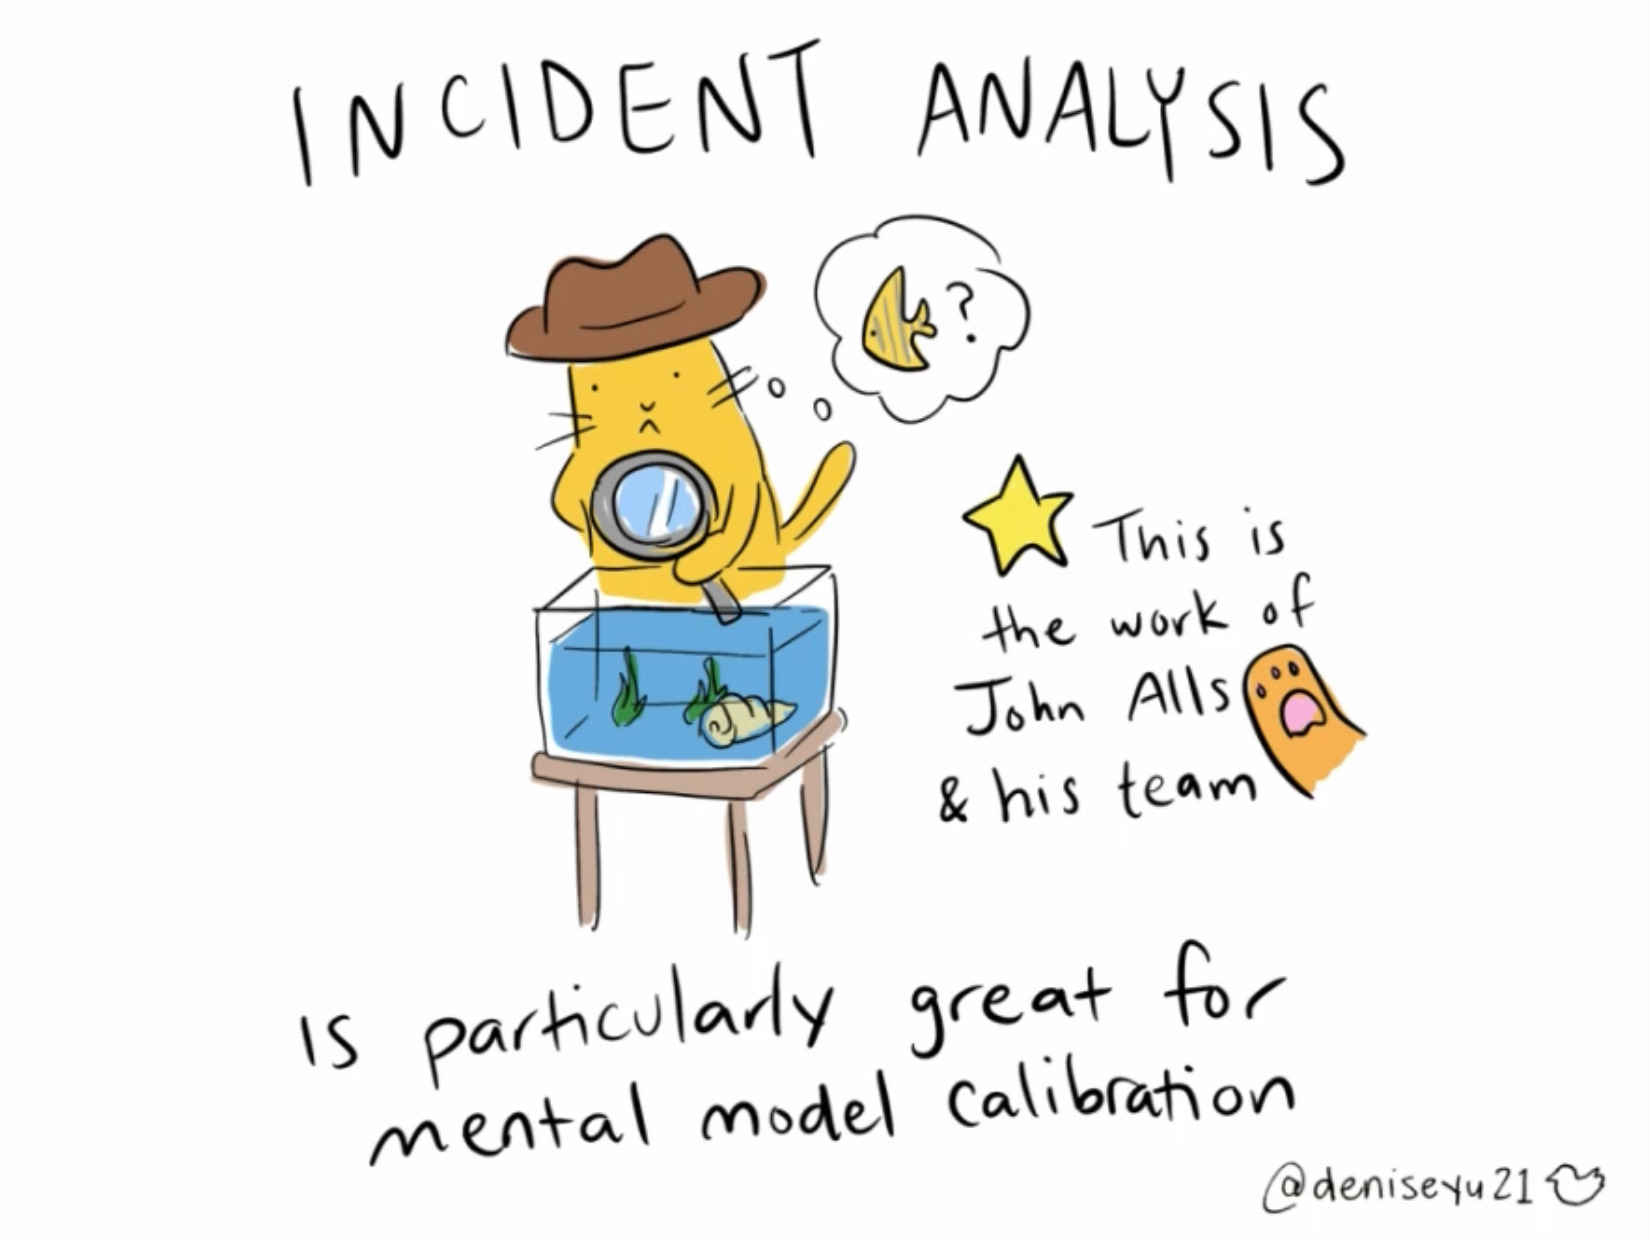 INCIDENT ANALYSIS
?
This is
the work of
John Alls
& his team
is particularly great for
mental model calibration
@deniseyu21